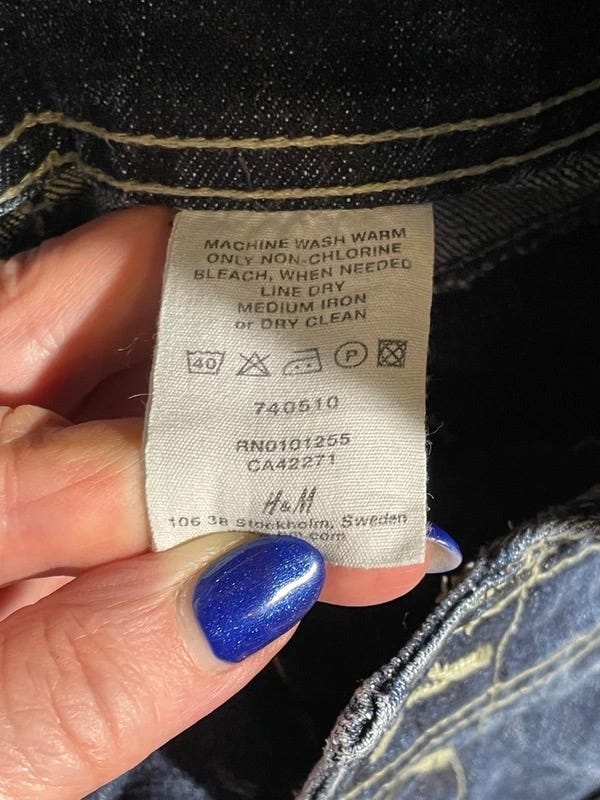 MACHINE WASH WARM
ONLY NON-CHLORINE
BLEACH, WHEN NEEDED
LINE DRY
MEDIUM IRON
or DRY CLEAN
40 P
740510
RN0101255
CA42271
H&M
106 38 Stockholm, Sweden